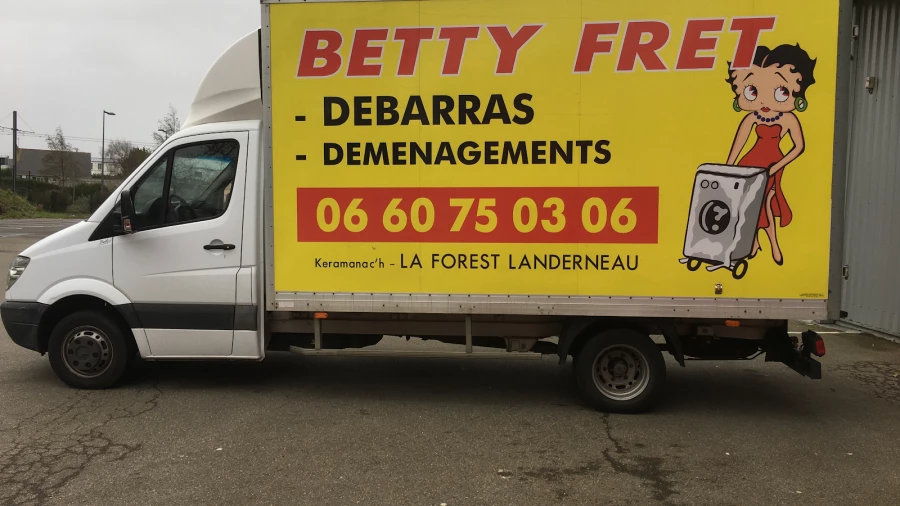 BETTY FRET
- DEBARRAS
- DEMENAGEMENTS
06 60 75 03 06
Keramanac'h - LA FOREST LANDERNEAU